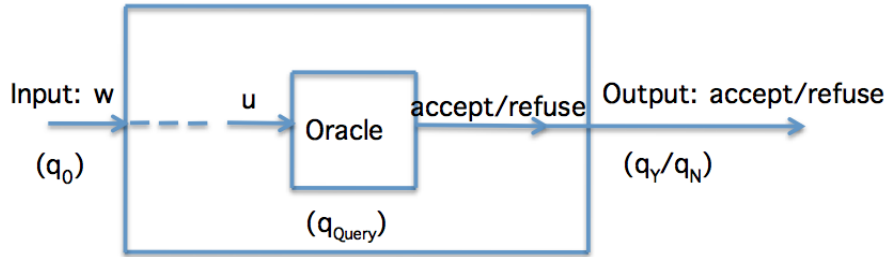 Input: w
(q0)
u
Oracle
(qQuery)
accept/refuse
Output: accept/refuse
(qY/qN)